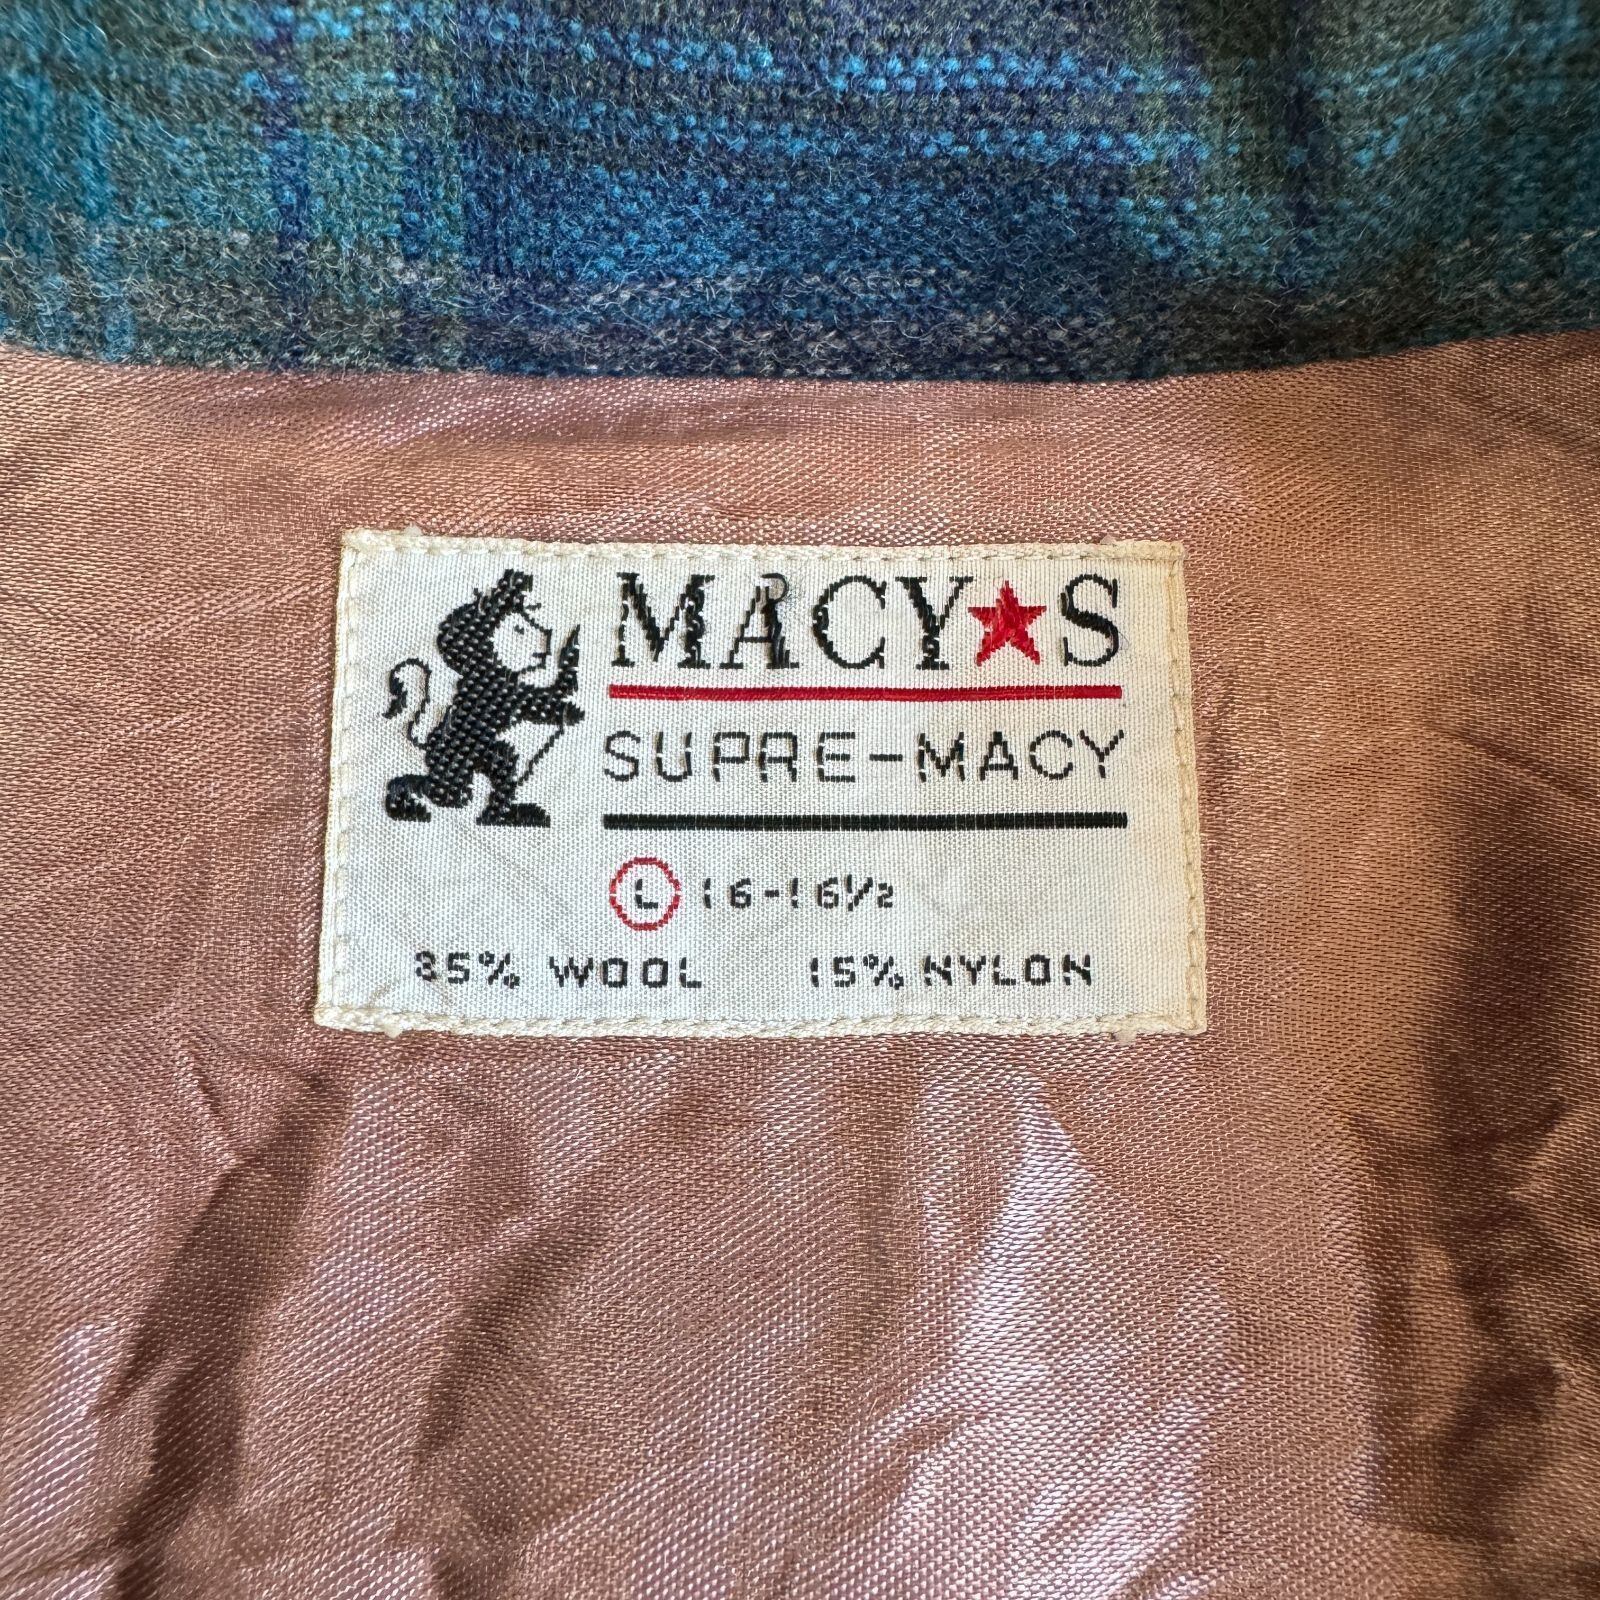 MACY★S
SUPRE-MACY
L 16-16½
85% WOOL 15% NYLON